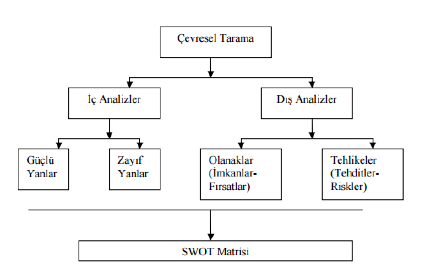 Çevresel Tarama
İç Analizler
Dış Analizler
Güçlü
Yanlar
Zayıf
Yanlar
Olanaklar
(İmkanlar-
Fırsatlar)
Tehlikeler
(Tehditler-
Riskler)
SWOT Matrisi